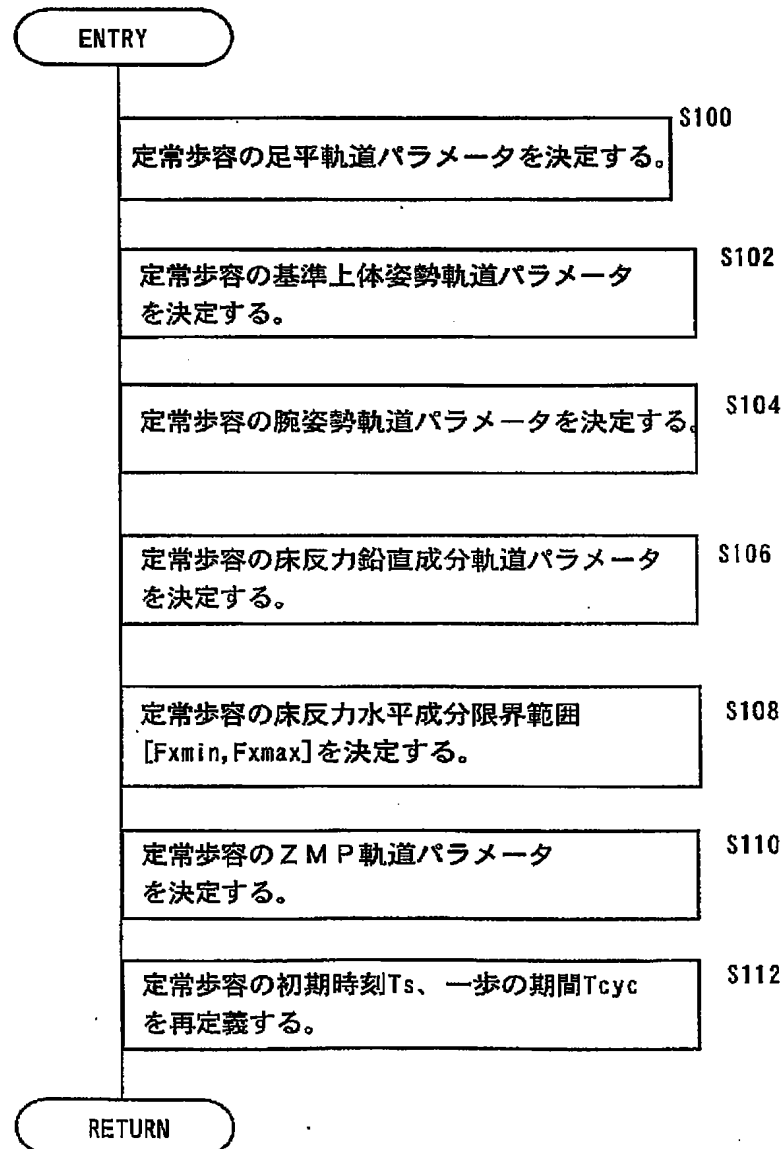 ENTRY
S100
定常歩容の足平軌道パラメータを決定する。
S102
定常歩容の基準上体姿勢軌道パラメータ
を決定する。
S104
定常歩容の腕姿勢軌道パラメータを決定する。
S106
定常歩容の床反力鉛直成分軌道パラメータ
を決定する。
S108
定常歩容の床反力水平成分限界範囲
[Fxmin,Fxmax]を決定する。
S110
定常歩容のＺＭＰ軌道パラメータ
を決定する。
S112
定常歩容の初期時刻Ts、一歩の期間Tcyc
を再定義する。
RETURN